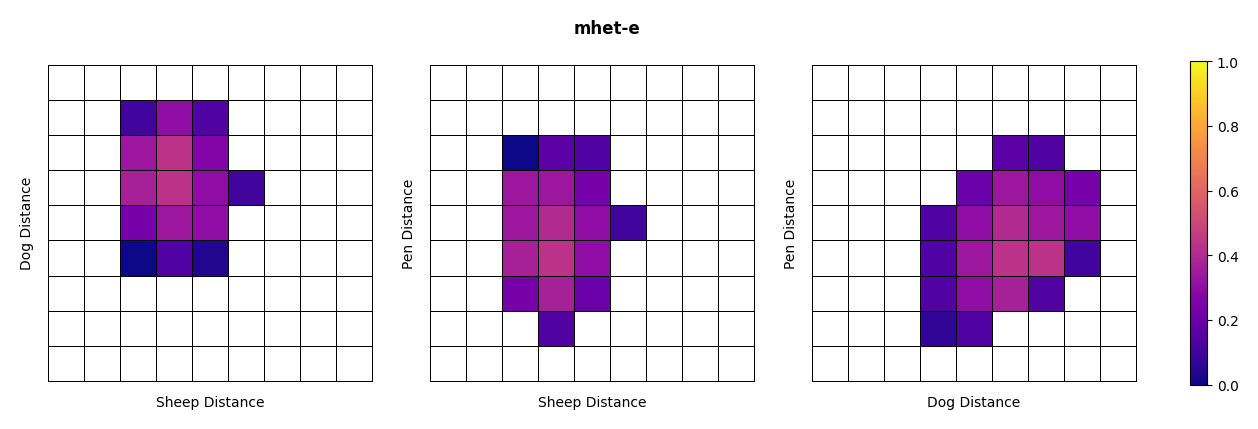 mhet-e
Dog Distance
Sheep Distance
Pen Distance
Sheep Distance
Pen Distance
Dog Distance
1.0
0.8
0.6
0.4
0.2
0.0